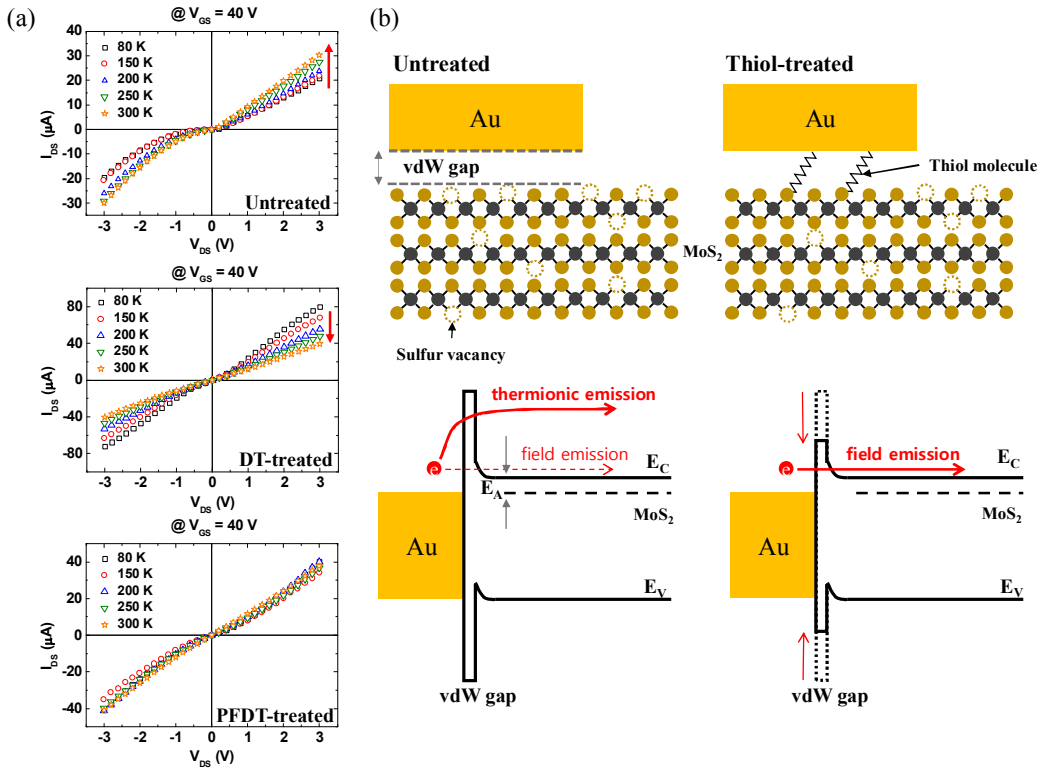 (a)
@ V_GS = 40 V
I_DS (μA)
40
30
20
10
0
-10
-20
-30
80 K
150 K
200 K
250 K
300 K
Untreated
-3 -2 -1 0 1 2 3
V_DS (V)
@ V_GS = 40 V
I_DS (μA)
80
40
0
-40
-80
80 K
150 K
200 K
250 K
300 K
DT-treated
-3 -2 -1 0 1 2 3
V_DS (V)
@ V_GS = 40 V
I_DS (μA)
40
20
0
-20
-40
80 K
150 K
200 K
250 K
300 K
PFDT-treated
-3 -2 -1 0 1 2 3
V_DS (V)
(b)
Untreated
Au
vdW gap
Sulfur vacancy
MoS₂
Thiol-treated
Au
Thiol molecule
thermionic emission
e
field emission
E_C
E_A
MoS₂
Au
E_V
vdW gap
e
field emission
E_C
MoS₂
Au
E_V
vdW gap